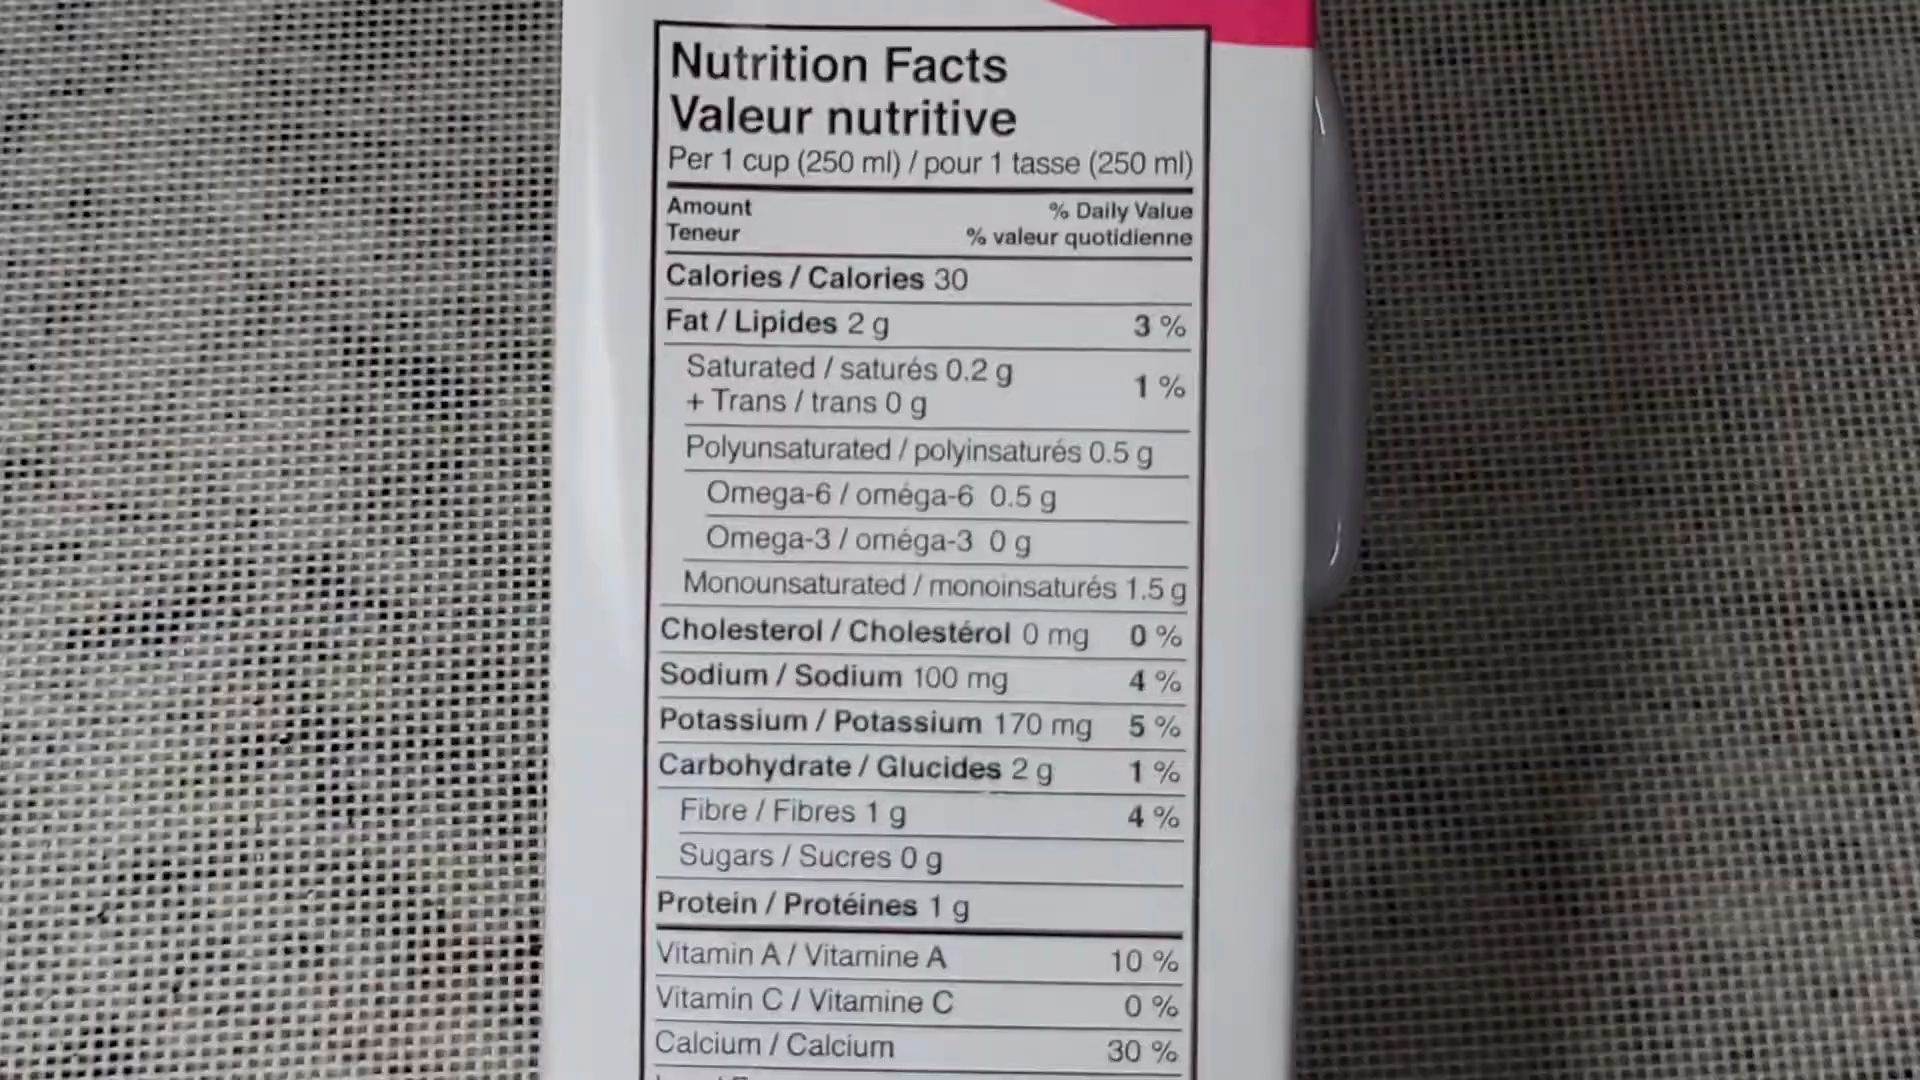 Nutrition Facts
Valeur nutritive
Per 1 cup (250 ml) / pour 1 tasse (250 ml)
Amount % Daily Value
Teneur % valeur quotidienne
Calories / Calories 30
Fat / Lipides 2 g 3 %
Saturated / saturés 0.2 g
+ Trans / trans 0 g 1 %
Polyunsaturated / polyinsaturés 0.5 g
Omega-6 / oméga-6 0.5 g
Omega-3 / oméga-3 0 g
Monounsaturated / monoinsaturés 1.5 g
Cholesterol / Cholestérol 0 mg 0 %
Sodium / Sodium 100 mg 4 %
Potassium / Potassium 170 mg 5 %
Carbohydrate / Glucides 2 g 1 %
Fibre / Fibres 1 g 4 %
Sugars / Sucres 0 g
Protein / Protéines 1 g
Vitamin A / Vitamine A 10 %
Vitamin C / Vitamine C 0 %
Calcium / Calcium 30 %